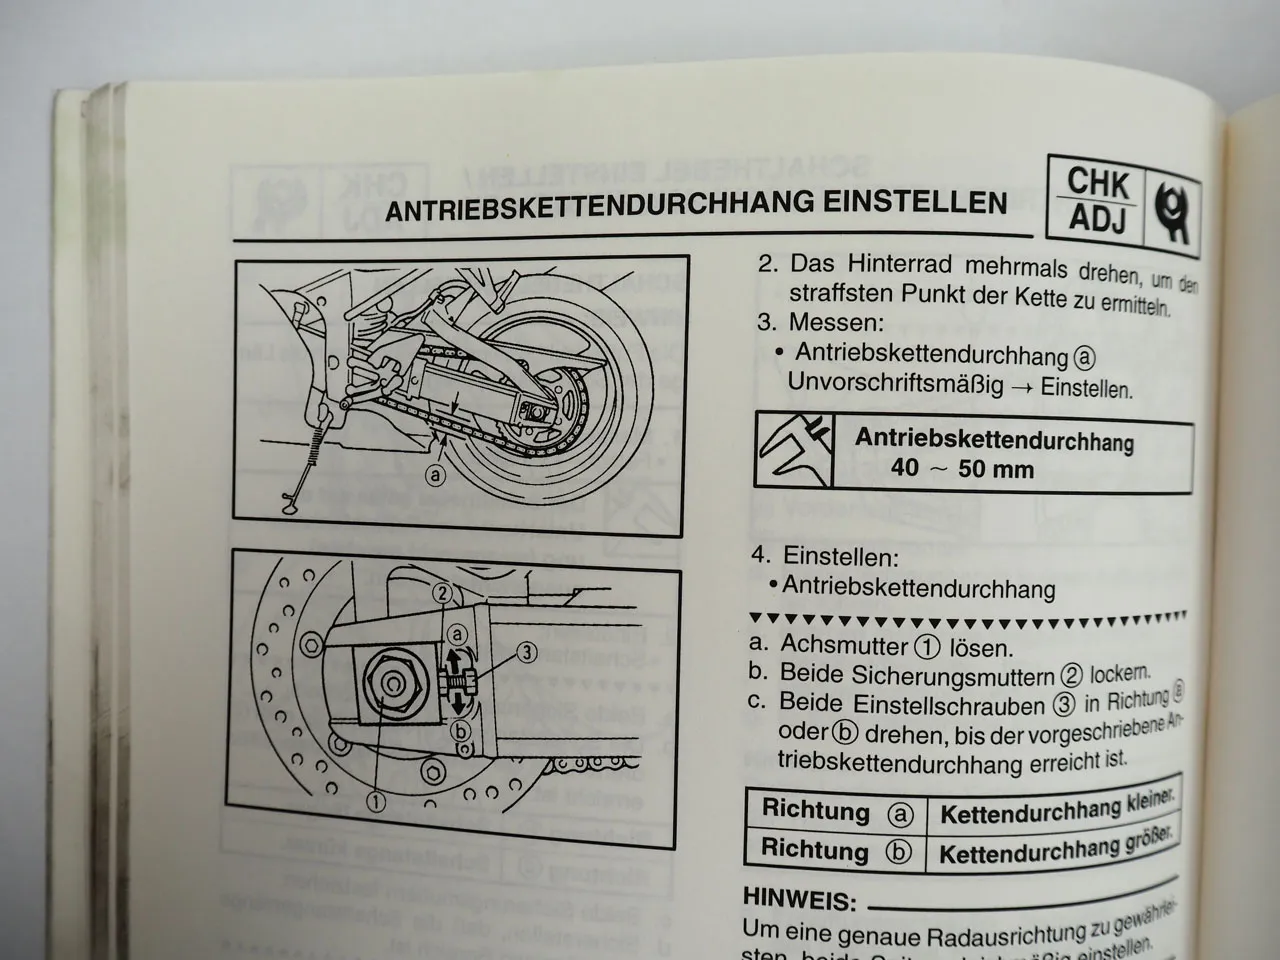 ANTRIEBSKETTENDURCHHANG EINSTELLEN
CHK
ADJ
ⓐ
②
ⓐ
③
ⓑ
①
2. Das Hinterrad mehrmals drehen, um den
straffsten Punkt der Kette zu ermitteln.
3. Messen:
• Antriebskettendurchhang ⓐ
Unvorschriftsmäßig → Einstellen.
Antriebskettendurchhang
40 ~ 50 mm
4. Einstellen:
• Antriebskettendurchhang
a. Achsmutter ① lösen.
b. Beide Sicherungsmuttern ② lockern.
c. Beide Einstellschrauben ③ in Richtung ⓐ
oder ⓑ drehen, bis der vorgeschriebene An-
triebskettendurchhang erreicht ist.
Richtung ⓐ Kettendurchhang kleiner.
Richtung ⓑ Kettendurchhang größer.
HINWEIS:
Um eine genaue Radausrichtung zu gewährlei-
sten, beide Seiten gleichmäßig einstellen.